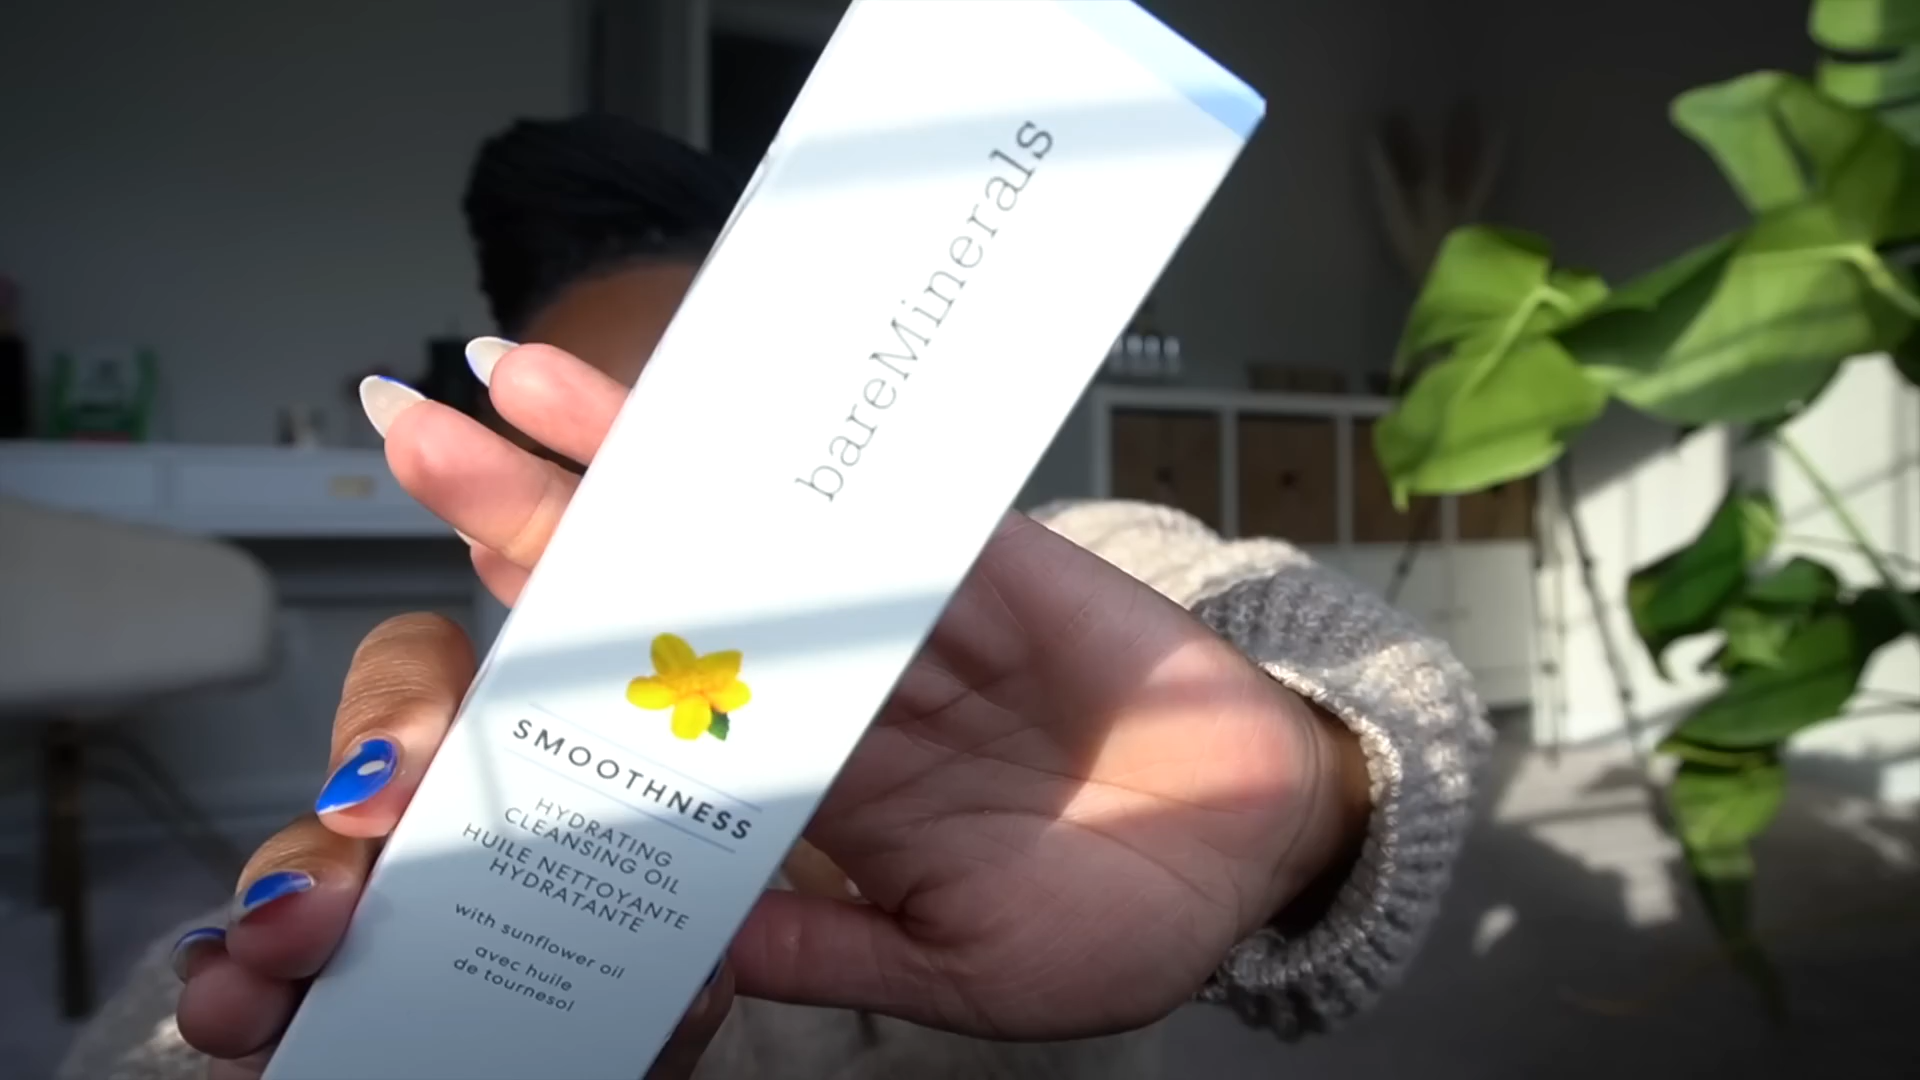 bareMinerals
SMOOTHNESS
HYDRATING
CLEANSING OIL
HUILE NETTOYANTE
HYDRATANTE
with sunflower oil
avec huile
de tournesol